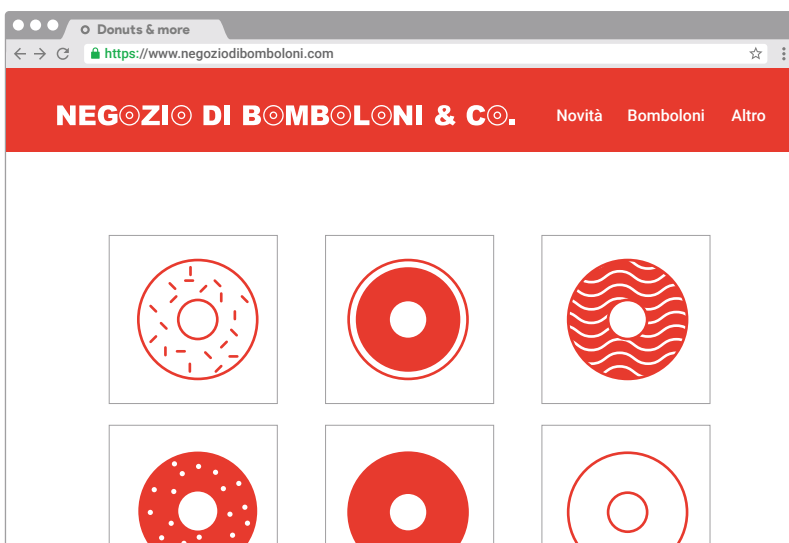 Donuts & more
https://www.negoziodibomboloni.com
NEGOZIO DI BOMBOLONI & CO.
Novità Bomboloni Altro